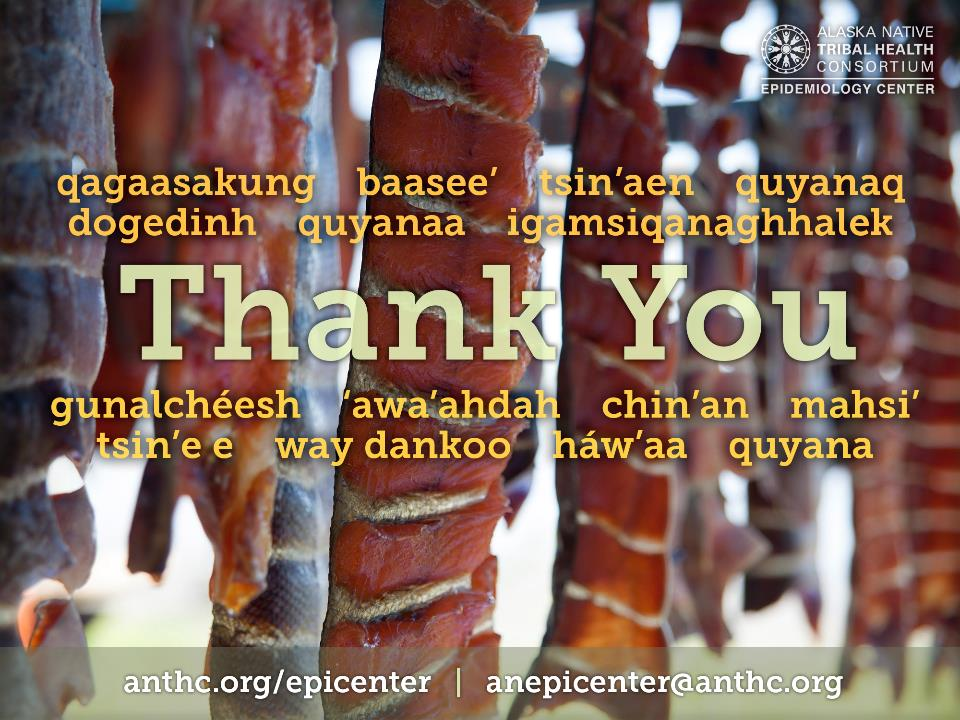 ALASKA NATIVE
TRIBAL HEALTH
CONSORTIUM
EPIDEMIOLOGY CENTER
qagaasakung baasee’ tsin’aen quyanaq
dogedinh quyanaa igamsiqanaghhalek
Thank You
gunalchéesh ’awa’ahdah chin’an mahsi’
tsin’e e way dankoo háw’aa quyana
anthc.org/epicenter | anepicenter@anthc.org